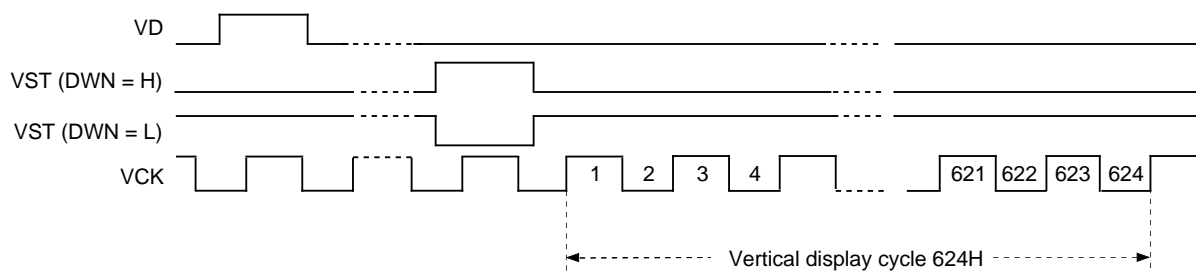 VD
VST (DWN = H)
VST (DWN = L)
VCK
1 2 3 4 621 622 623 624
Vertical display cycle 624H